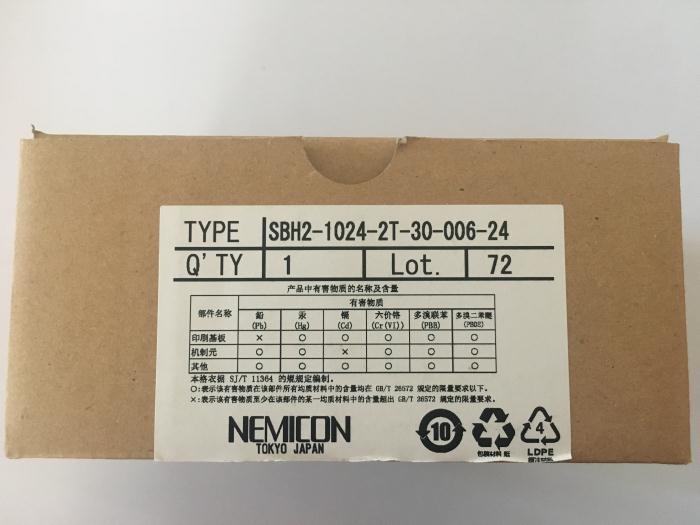 TYPE SBH2-1024-2T-30-006-24
Q'TY 1 Lot. 72
产品中有害物质的名称及含量
部件名称 有害物质
铅 汞 镉 六价铬 多溴联苯 多溴二苯醚
(Pb) (Hg) (Cd) (Cr(VI)) (PBB) (PBDE)
印刷基板 × ○ ○ ○ ○ ○
机制元 ○ ○ × ○ ○ ○
其他 ○ ○ ○ ○ ○ ○
本格衣据 SJ/T 11364 的规规定编制.
○:表示该有害物质在该部件所有均质材料中的含量均在 GB/T 26572 规定的限量要求以下。
×:表示该有害物质至少在该部件的某一均质材料中的含量超出 GB/T 26572 规定的限量要求。
NEMICON
TOKYO JAPAN
10
包装材料 纸
4
LDPE